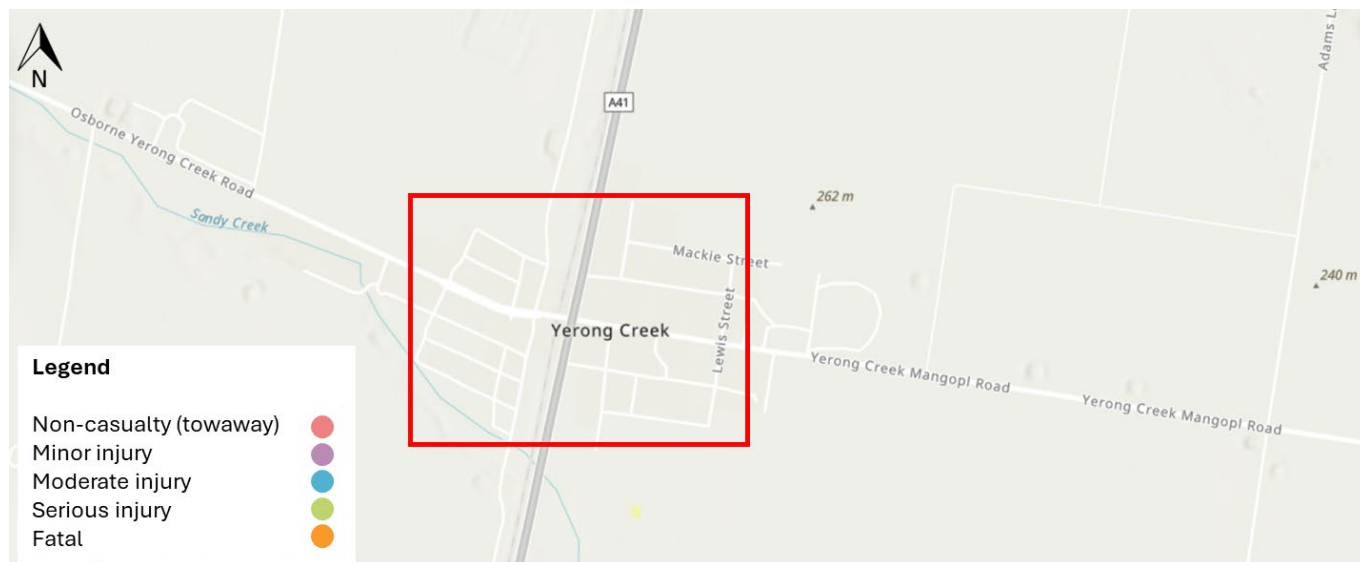 N
A41
Adams L
Osborne Yerong Creek Road
262 m
Sandy Creek
Mackie Street
240 m
Yerong Creek
Lewis Street
Yerong Creek Mangopl Road
Yerong Creek Mangopl Road
Legend
Non-casualty (towaway)
Minor injury
Moderate injury
Serious injury
Fatal